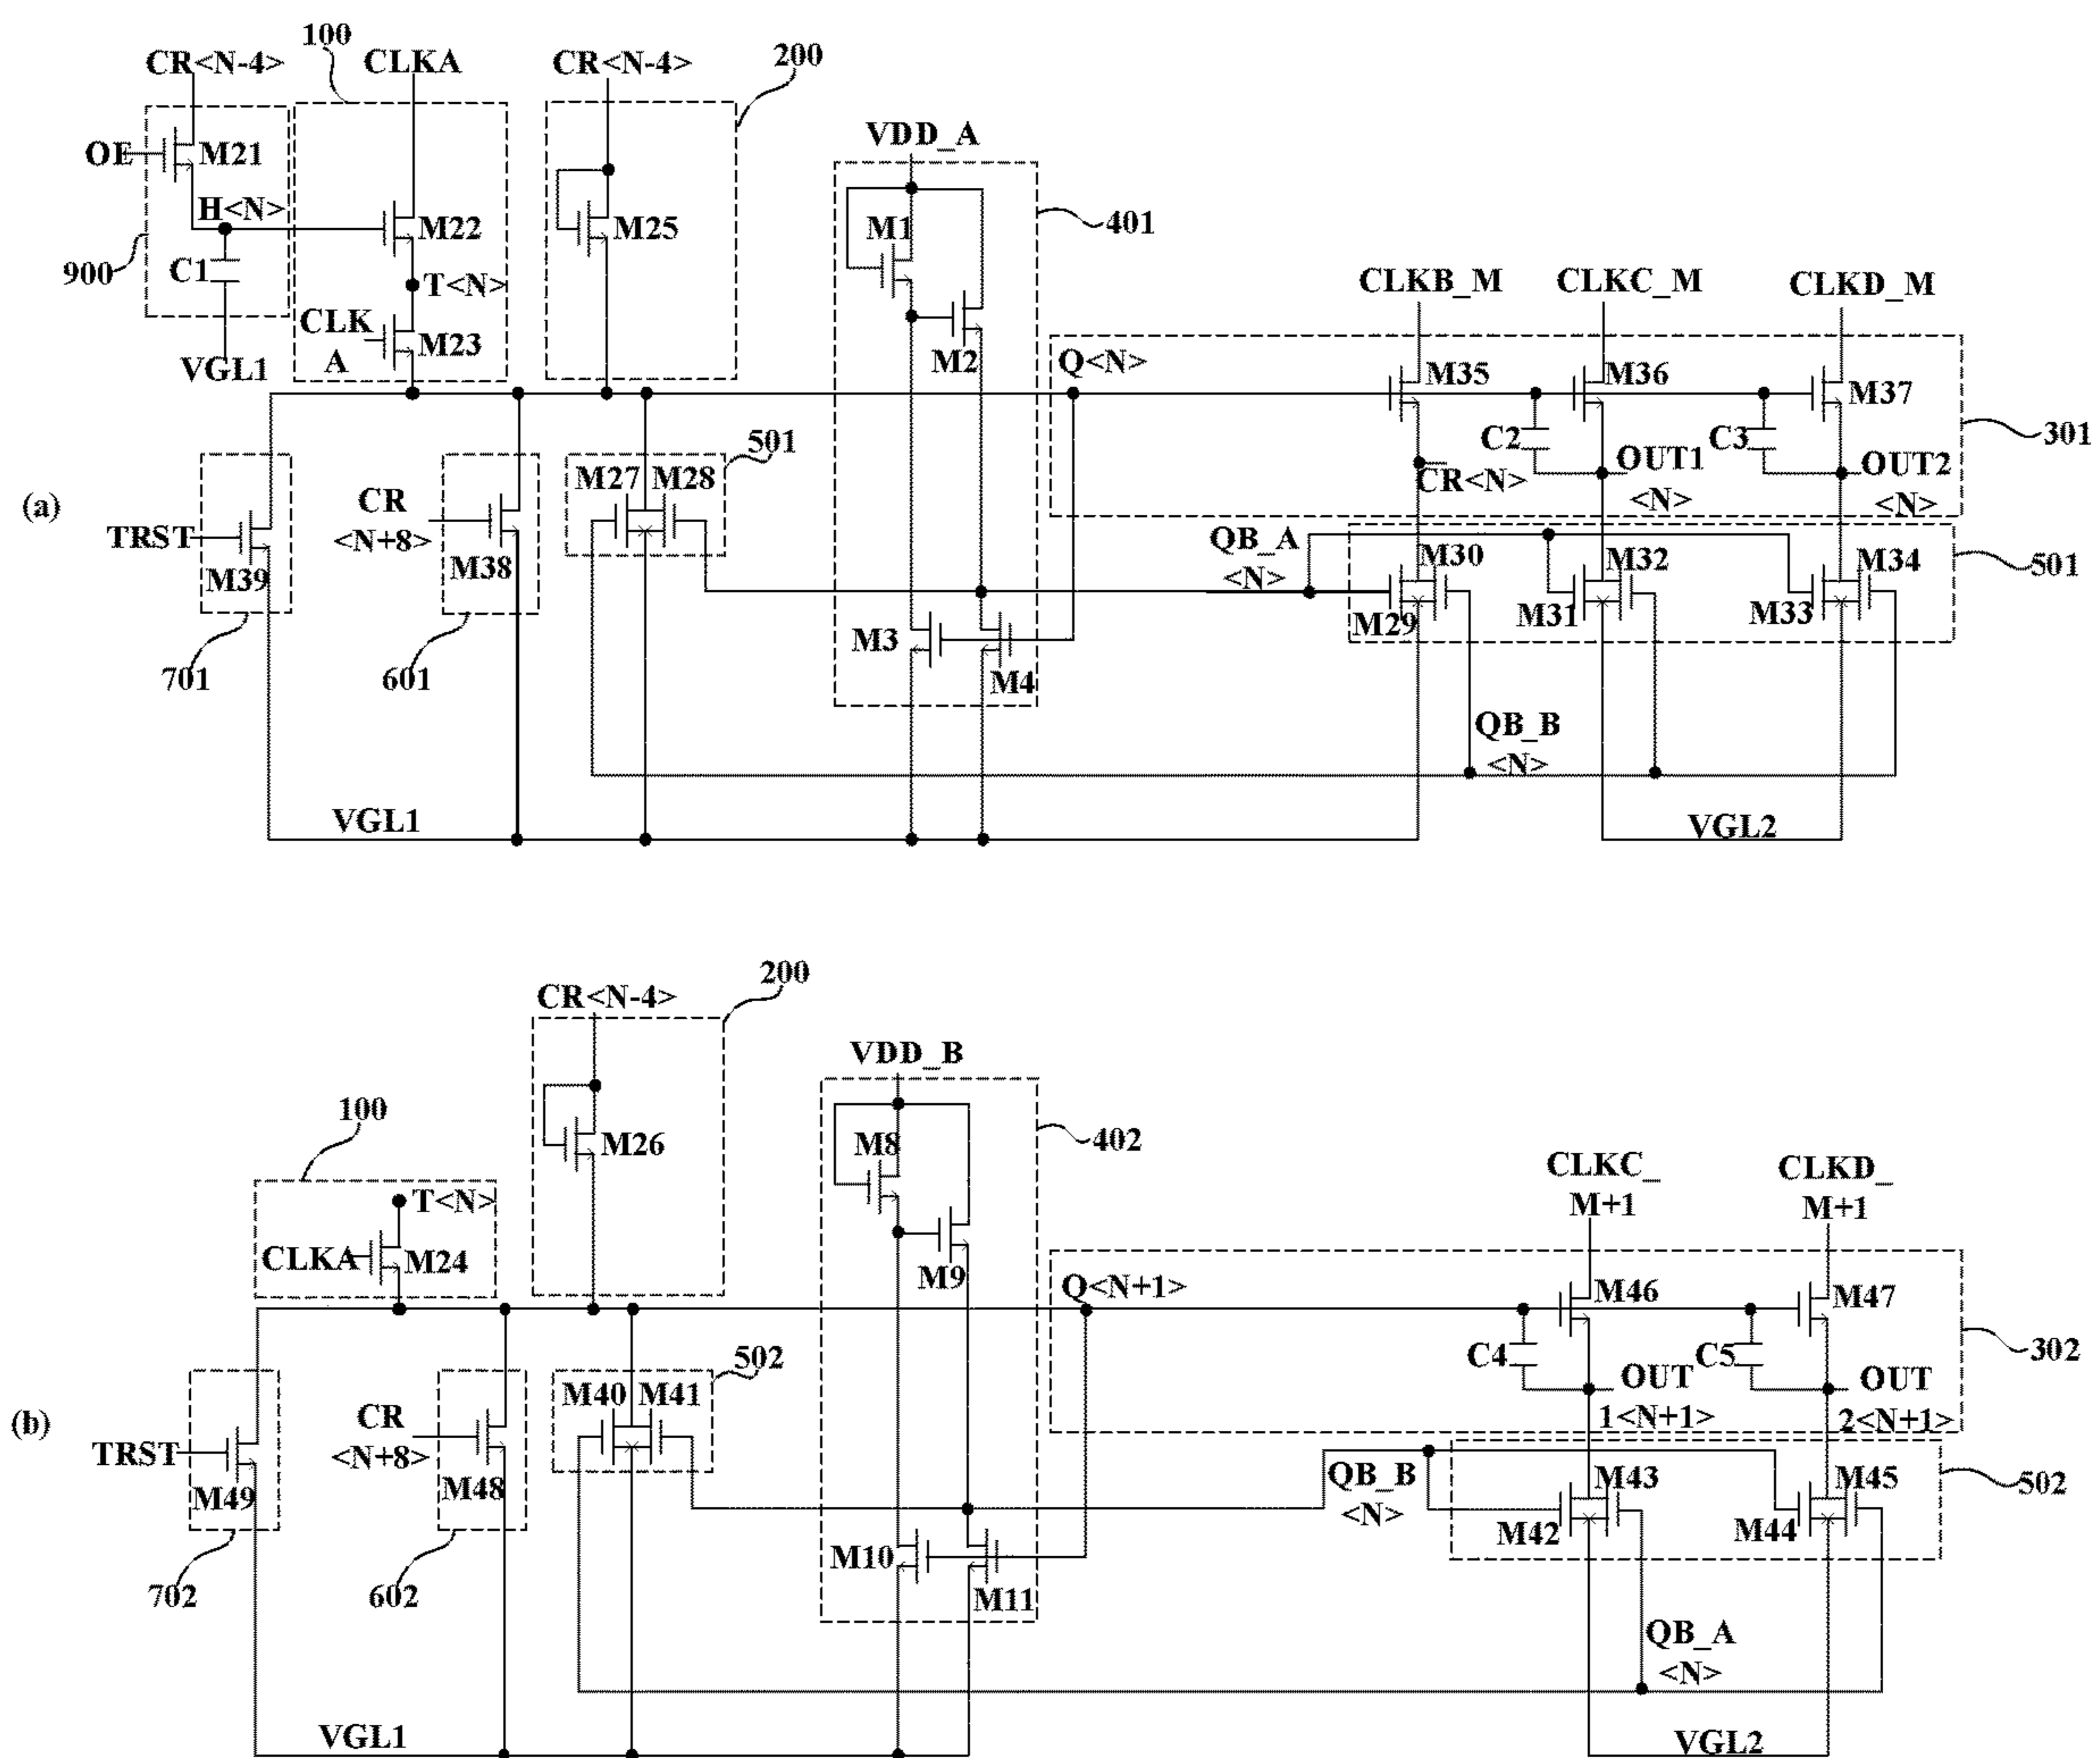 100
CR<N-4>
CLKA
CR<N-4>
200
VDD_A
OE
M21
H<N>
M22
M25
M1
401
900
C1
T<N>
CLK
A
M23
M2
VGL1
CLKB_M
CLKC_M
CLKD_M
Q<N>
M35
M36
M37
C2
C3
301
501
CR<N>
OUT1
<N>
OUT2
<N>
(a)
TRST
M39
CR
<N+8>
M38
M27
M28
QB_A
<N>
M30
M32
M34
501
M29
M31
M33
M3
M4
701
601
QB_B
<N>
VGL1
VGL2
200
CR<N-4>
VDD_B
100
T<N>
CLKA
M24
M26
M8
402
M9
CLKC_
M+1
CLKD_
M+1
Q<N+1>
M46
M47
C4
C5
302
502
OUT
1<N+1>
OUT
2<N+1>
(b)
TRST
M49
CR
<N+8>
M48
M40
M41
QB_B
<N>
M43
M45
502
M42
M44
M10
M11
702
602
QB_A
<N>
VGL1
VGL2